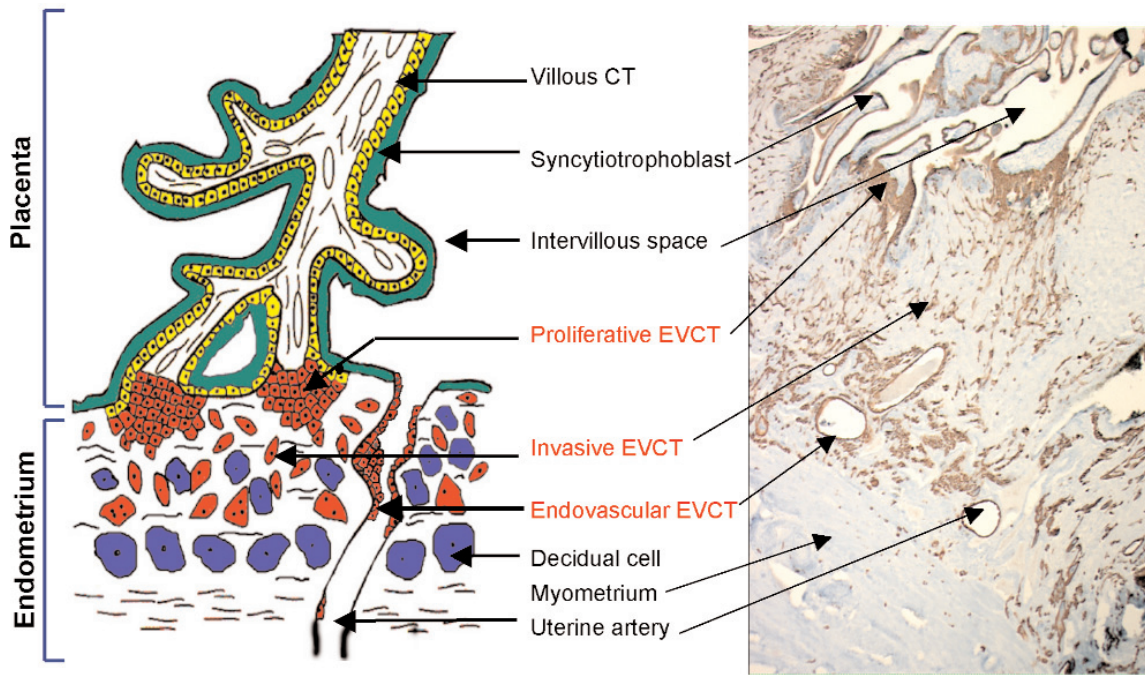 Placenta
Endometrium
Villous CT
Syncytiotrophoblast
Intervillous space
Proliferative EVCT
Invasive EVCT
Endovascular EVCT
Decidual cell
Myometrium
Uterine artery